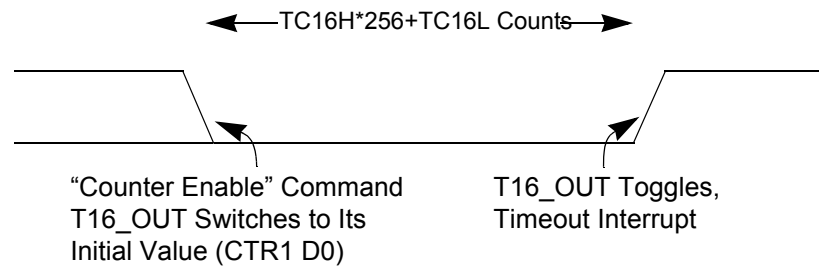 TC16H*256+TC16L Counts
“Counter Enable” Command
T16_OUT Switches to Its
Initial Value (CTR1 D0)
T16_OUT Toggles,
Timeout Interrupt